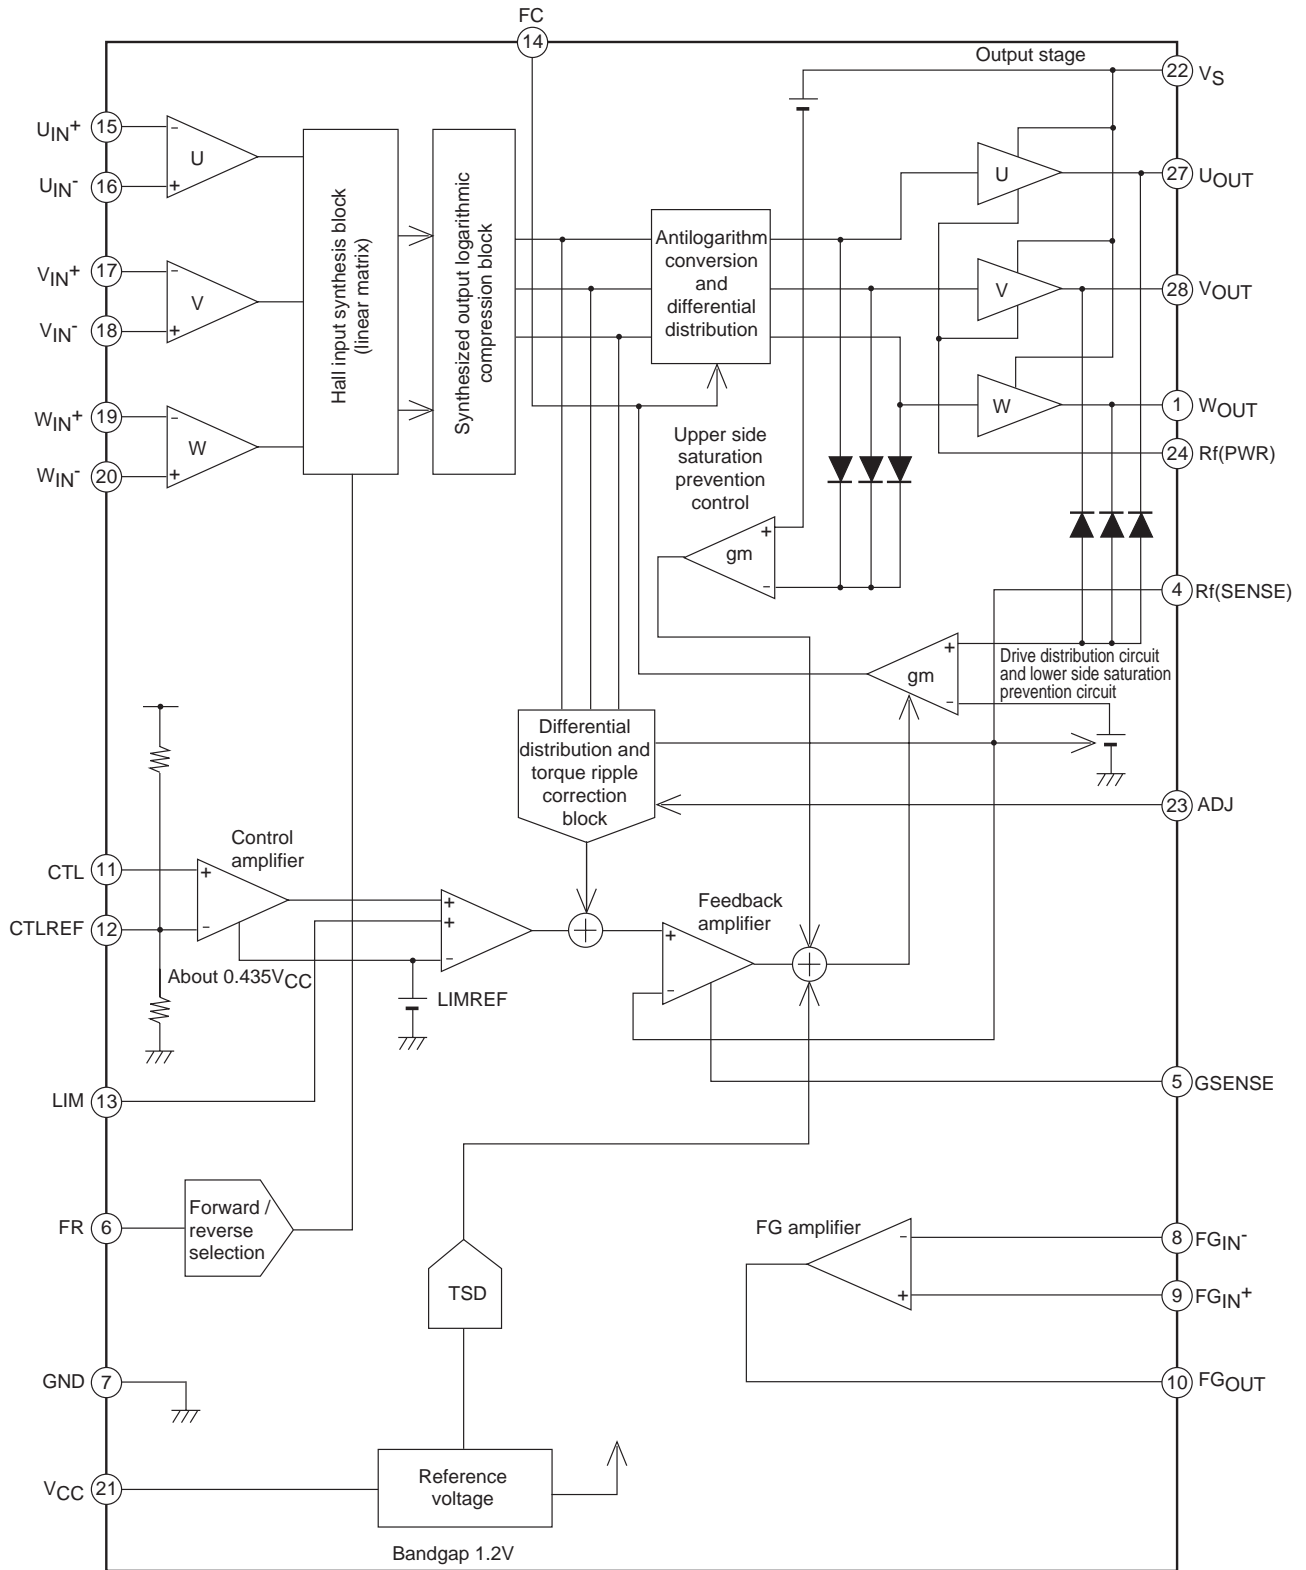 FC
14
Output stage
22 VS
UIN+ 15
- U
+
UIN- 16
VIN+ 17
- V
+
VIN- 18
WIN+ 19
- W
+
WIN- 20
Hall input synthesis block
(linear matrix)
Synthesized output logarithmic
compression block
Antilogarithm
conversion
and
differential
distribution
U
27 UOUT
V
28 VOUT
W
1 WOUT
24 Rf(PWR)
Upper side
saturation
prevention
control
+
gm
-
4 Rf(SENSE)
+
gm
-
Drive distribution circuit
and lower side saturation
prevention circuit
Differential
distribution and
torque ripple
correction
block
23 ADJ
Control
amplifier
CTL 11
+
-
CTLREF 12
About 0.435VCC
+
+
-
LIMREF
Feedback
amplifier
+
-
LIM 13
5 GSENSE
FR 6
Forward /
reverse
selection
TSD
FG amplifier
-
+
8 FGIN-
9 FGIN+
10 FGOUT
GND 7
VCC 21
Reference
voltage
Bandgap 1.2V